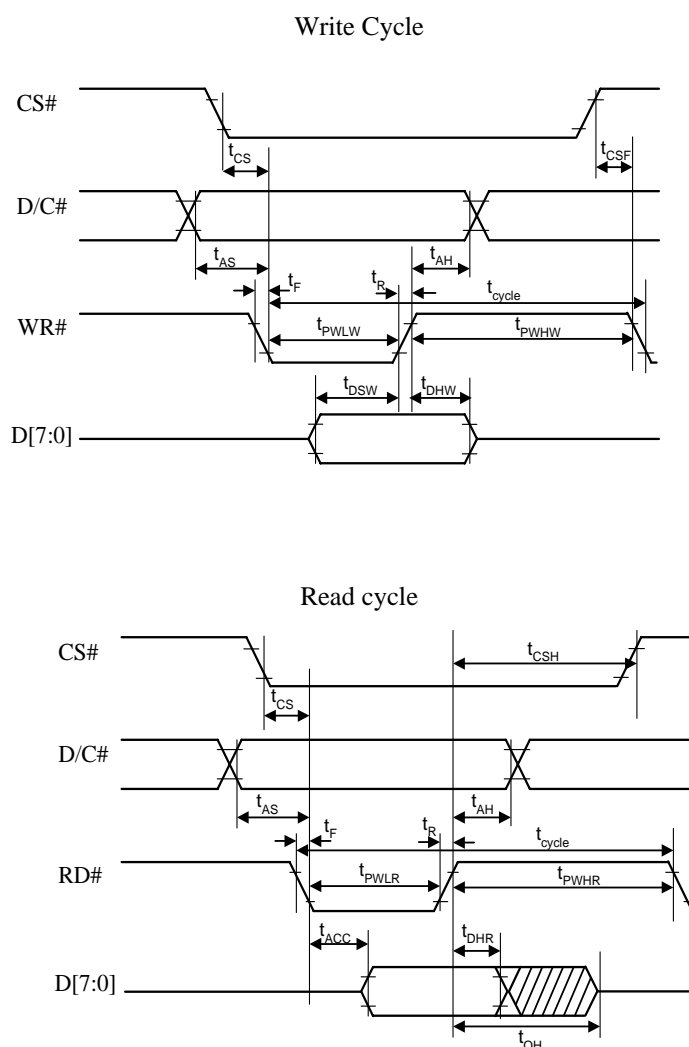 Write Cycle
CS#
tCS
tCSF
D/C#
tAS
tF
tR
tAH
tcycle
WR#
tPWLW
tPWHW
tDSW
tDHW
D[7:0]
Read cycle
CS#
tCSH
tCS
D/C#
tAS
tF
tR
tAH
tcycle
RD#
tPWLR
tPWHR
tACC
tDHR
D[7:0]
tOH